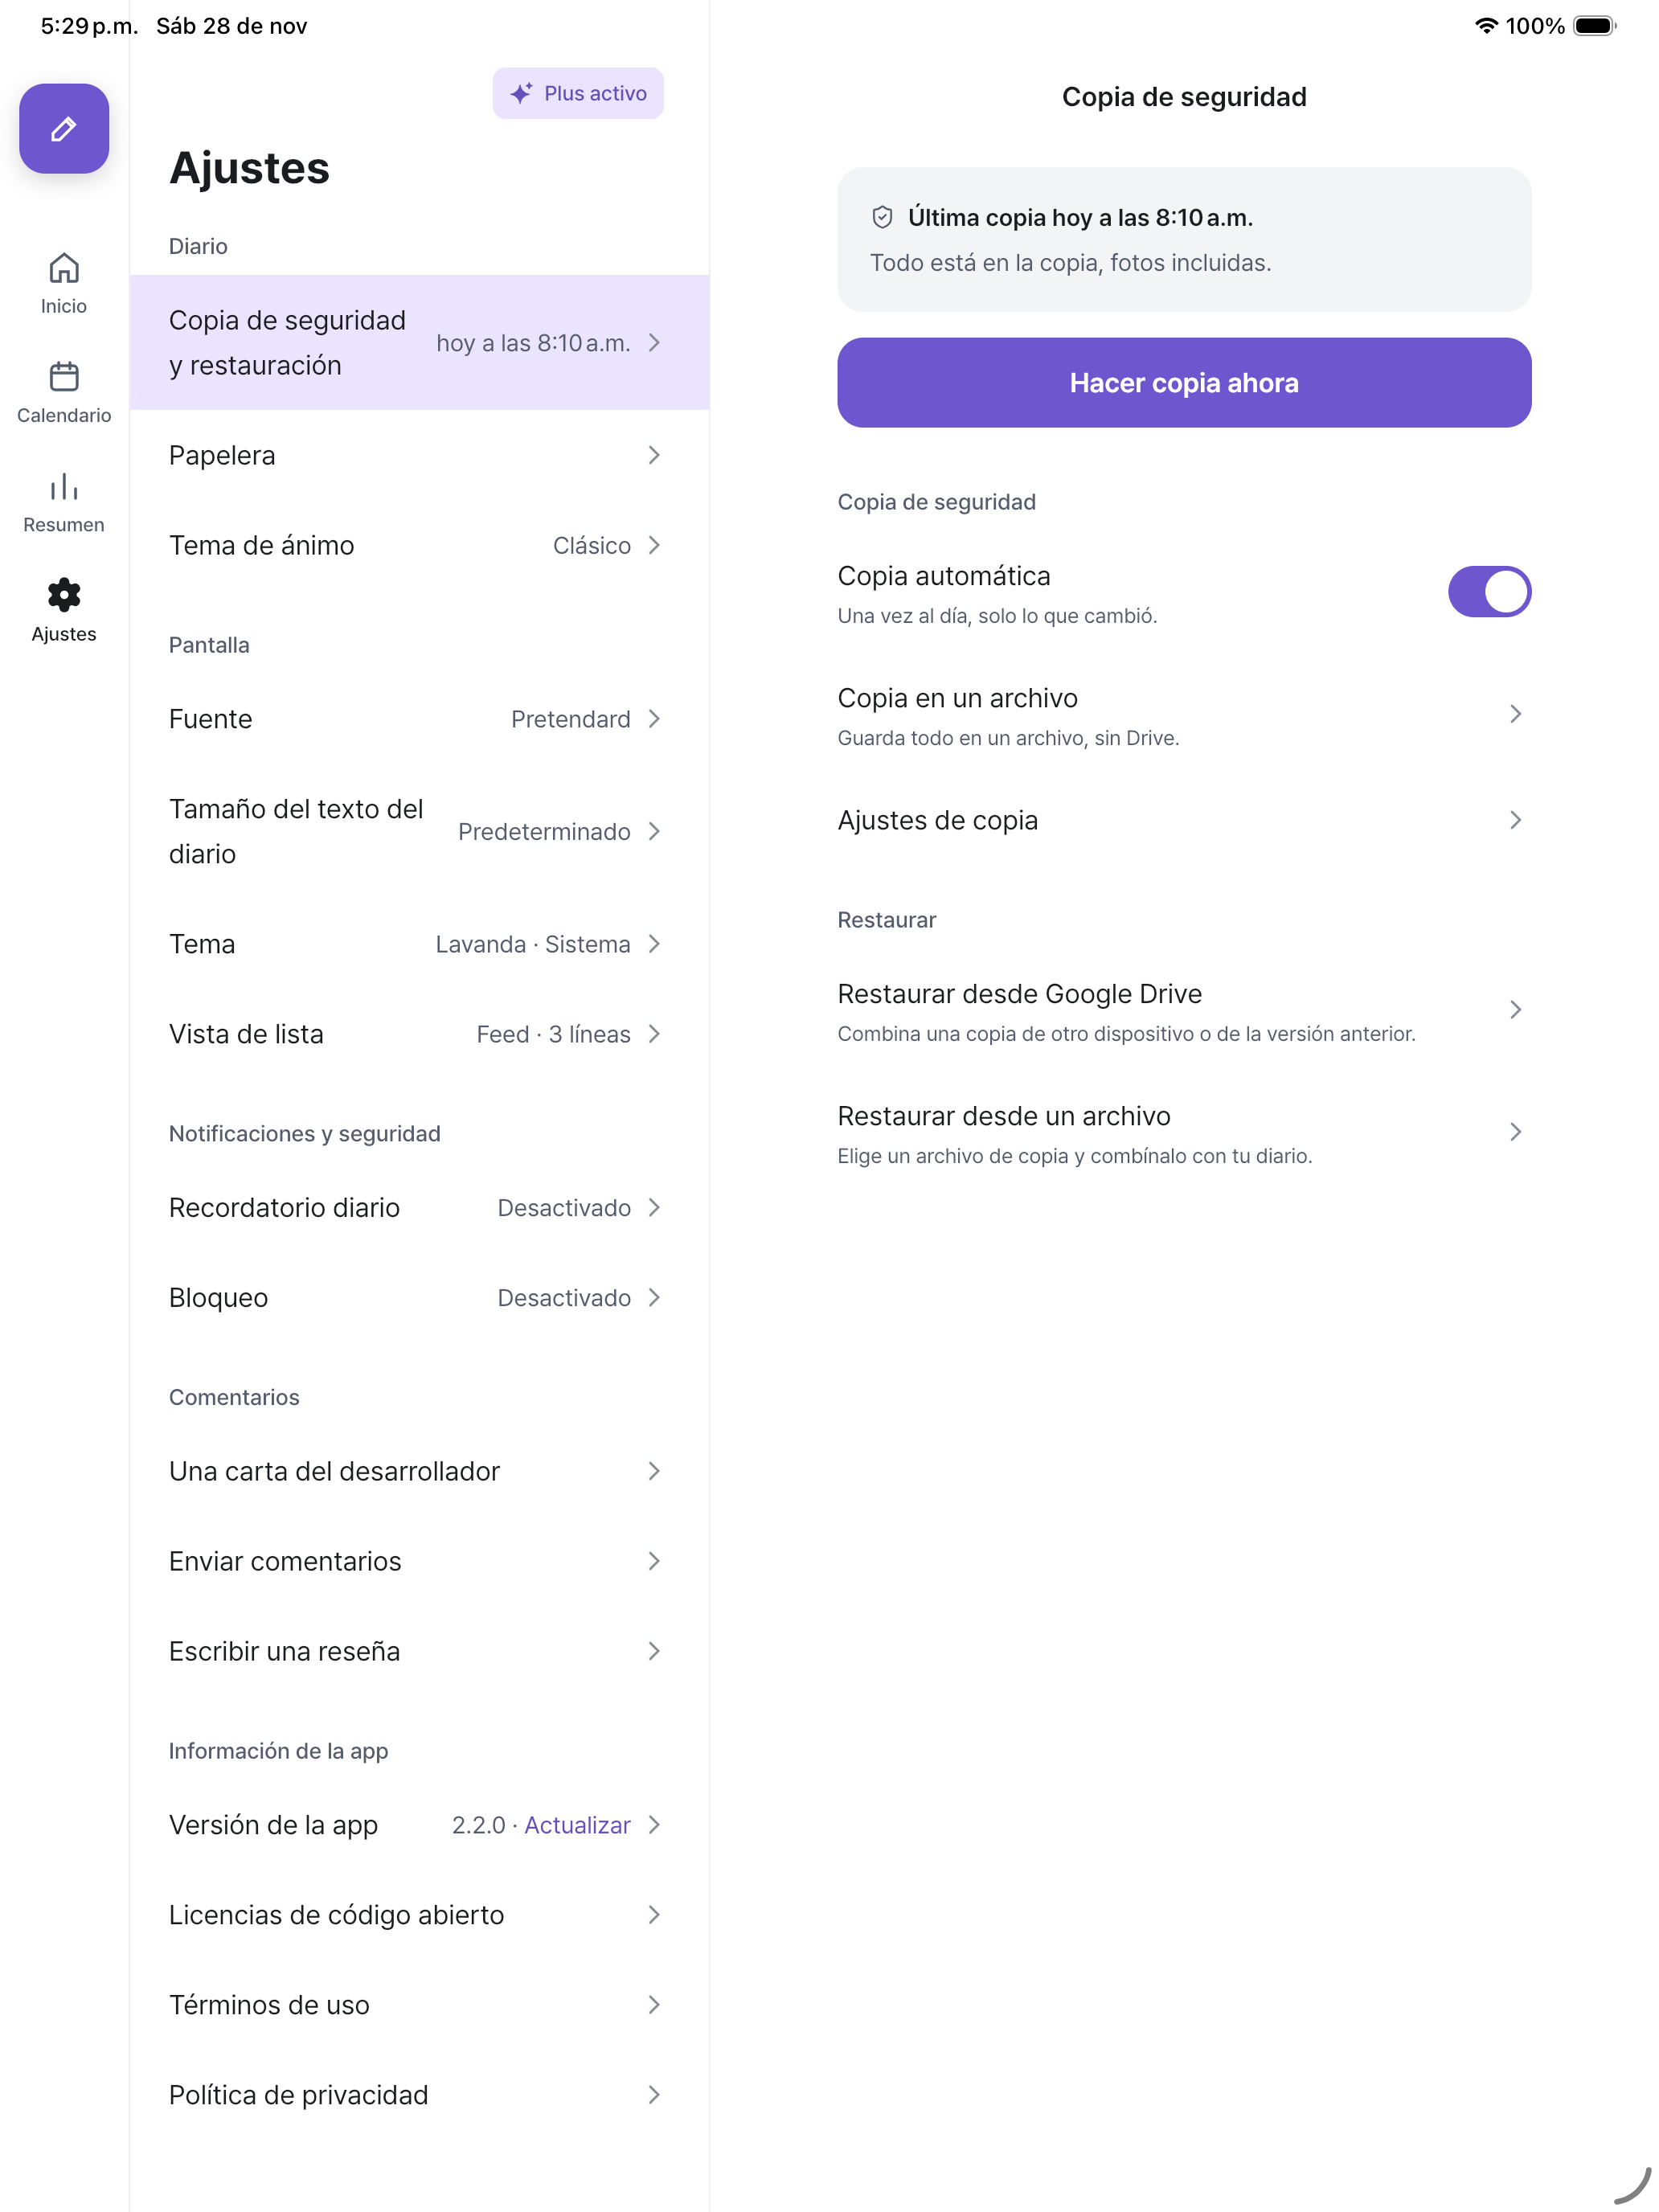 5:29 p.m. Sáb 28 de nov
100%
Inicio
Calendario
Resumen
Ajustes
Plus activo
Ajustes
Diario
Copia de seguridad
y restauración
hoy a las 8:10 a.m.
Papelera
Tema de ánimo
Clásico
Pantalla
Fuente
Pretendard
Tamaño del texto del
diario
Predeterminado
Tema
Lavanda · Sistema
Vista de lista
Feed · 3 líneas
Notificaciones y seguridad
Recordatorio diario
Desactivado
Bloqueo
Desactivado
Comentarios
Una carta del desarrollador
Enviar comentarios
Escribir una reseña
Información de la app
Versión de la app
2.2.0 · Actualizar
Licencias de código abierto
Términos de uso
Política de privacidad
Copia de seguridad
Última copia hoy a las 8:10 a.m.
Todo está en la copia, fotos incluidas.
Hacer copia ahora
Copia de seguridad
Copia automática
Una vez al día, solo lo que cambió.
Copia en un archivo
Guarda todo en un archivo, sin Drive.
Ajustes de copia
Restaurar
Restaurar desde Google Drive
Combina una copia de otro dispositivo o de la versión anterior.
Restaurar desde un archivo
Elige un archivo de copia y combínalo con tu diario.